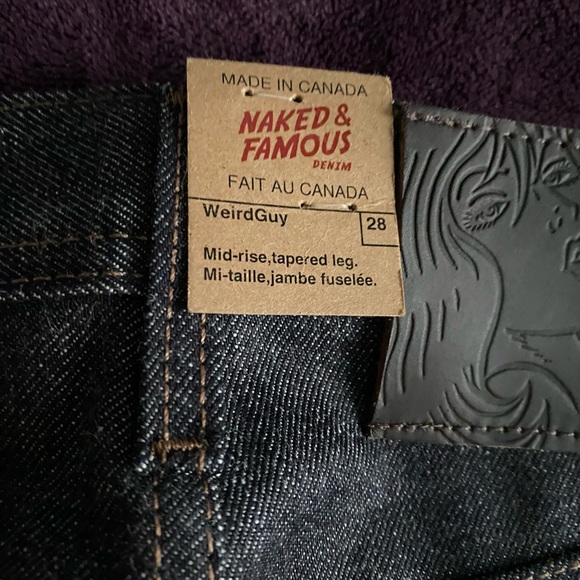 MADE IN CANADA
NAKED &
FAMOUS
DENIM
FAIT AU CANADA
WeirdGuy 28
Mid-rise,tapered leg.
Mi-taille,jambe fuselée.